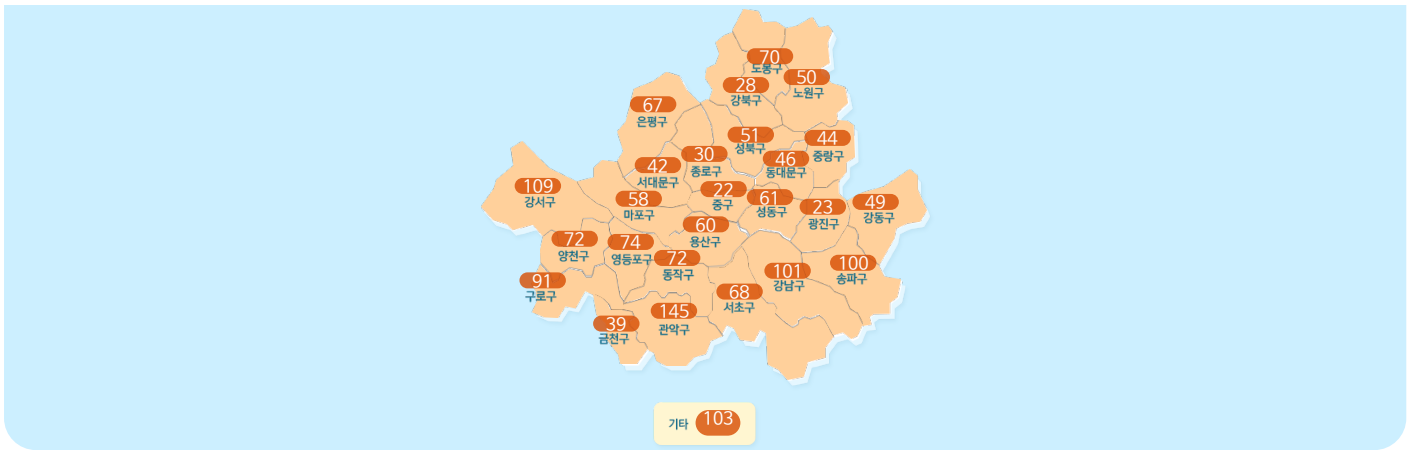 70
도봉구
50
노원구
28
강북구
67
은평구
51
성북구
44
중랑구
30
종로구
46
동대문구
42
서대문구
109
강서구
22
중구
58
마포구
61
성동구
23
광진구
49
강동구
60
용산구
72
양천구
74
영등포구
72
동작구
100
송파구
101
강남구
91
구로구
68
서초구
145
관악구
39
금천구
기타 103